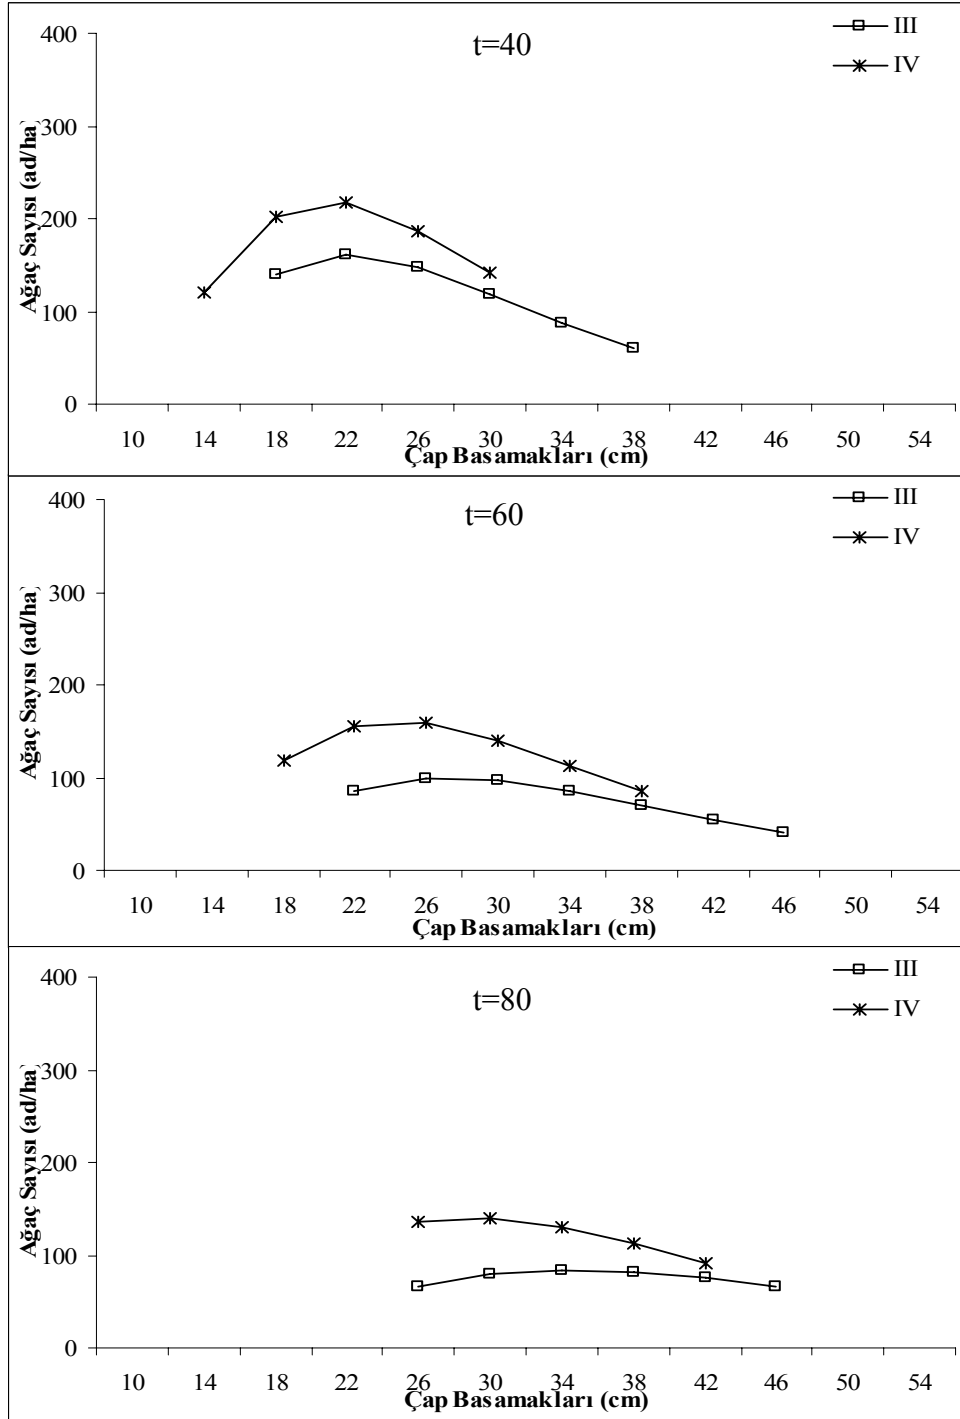 t=40
III
IV
Ağaç Sayısı (ad/ha)
400
300
200
100
0
10 14 18 22 26 30 34 38 42 46 50 54
Çap Basamakları (cm)
t=60
III
IV
Ağaç Sayısı (ad/ha)
400
300
200
100
0
10 14 18 22 26 30 34 38 42 46 50 54
Çap Basamakları (cm)
t=80
III
IV
Ağaç Sayısı (ad/ha)
400
300
200
100
0
10 14 18 22 26 30 34 38 42 46 50 54
Çap Basamakları (cm)